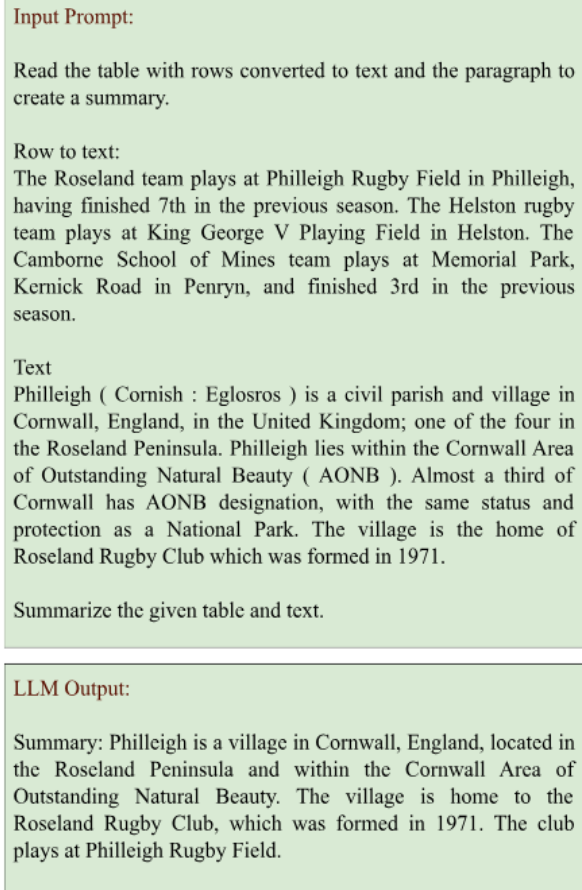 Input Prompt:
Read the table with rows converted to text and the paragraph to
create a summary.
Row to text:
The Roseland team plays at Philleigh Rugby Field in Philleigh,
having finished 7th in the previous season. The Helston rugby
team plays at King George V Playing Field in Helston. The
Camborne School of Mines team plays at Memorial Park,
Kernick Road in Penryn, and finished 3rd in the previous
season.
Text
Philleigh ( Cornish : Eglosros ) is a civil parish and village in
Cornwall, England, in the United Kingdom; one of the four in
the Roseland Peninsula. Philleigh lies within the Cornwall Area
of Outstanding Natural Beauty ( AONB ). Almost a third of
Cornwall has AONB designation, with the same status and
protection as a National Park. The village is the home of
Roseland Rugby Club which was formed in 1971.
Summarize the given table and text.
LLM Output:
Summary: Philleigh is a village in Cornwall, England, located in
the Roseland Peninsula and within the Cornwall Area of
Outstanding Natural Beauty. The village is home to the
Roseland Rugby Club, which was formed in 1971. The club
plays at Philleigh Rugby Field.